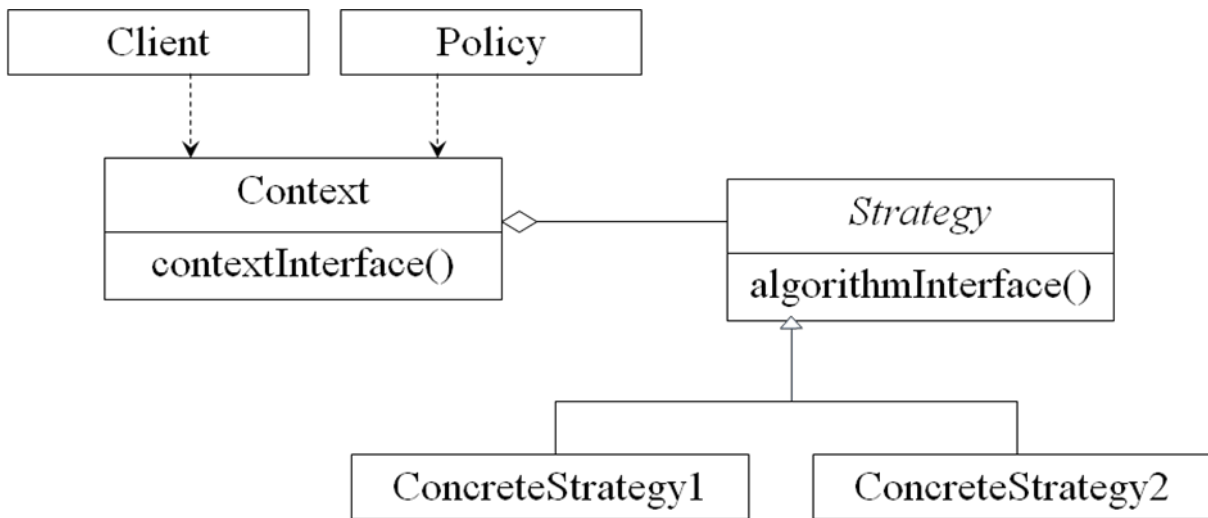 Client
Policy
Context
contextInterface()
Strategy
algorithmInterface()
ConcreteStrategy1
ConcreteStrategy2